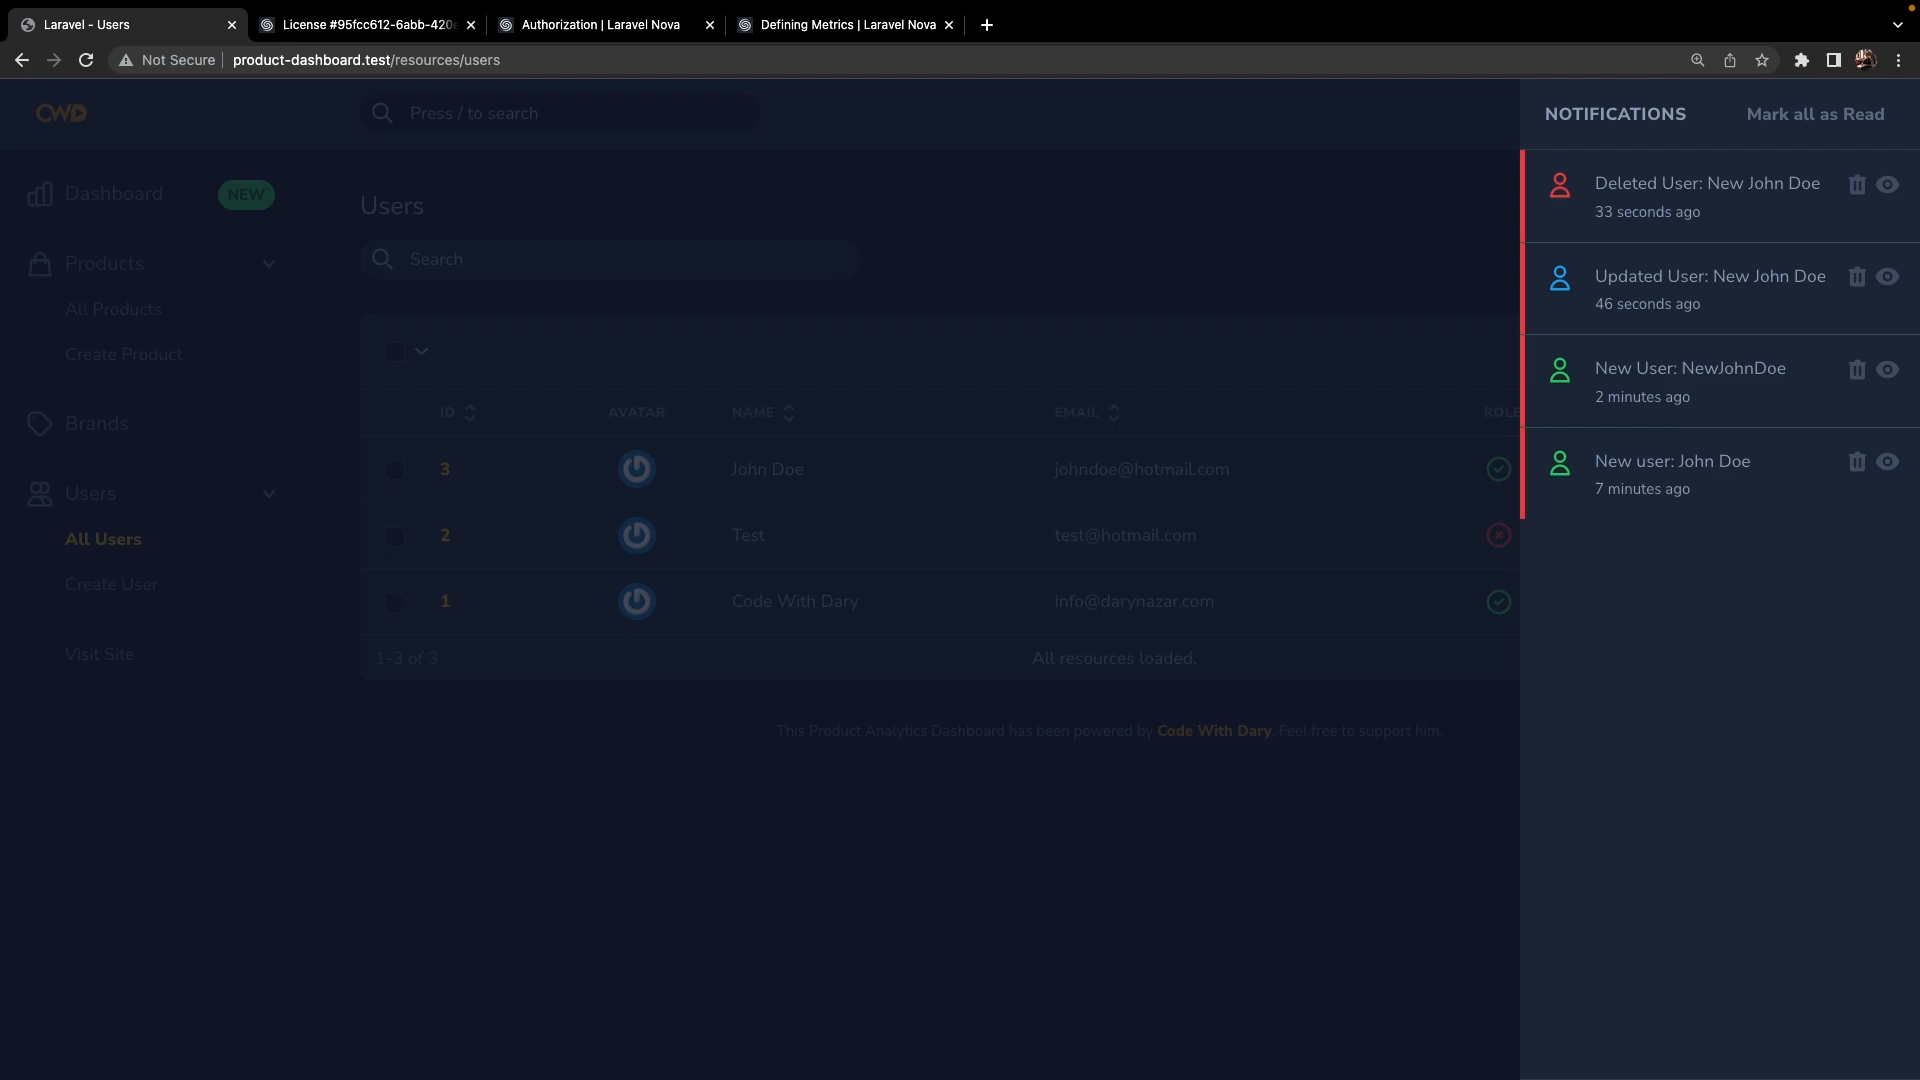 Laravel - Users
License #95fcc612-6abb-420e
Authorization | Laravel Nova
Defining Metrics | Laravel Nova
Not Secure
product-dashboard.test/resources/users
CWD
Press / to search
NOTIFICATIONS
Mark all as Read
Dashboard
NEW
Products
All Products
Create Product
Brands
Users
All Users
Create User
Visit Site
Users
Search
ID
AVATAR
NAME
EMAIL
ROLE
3
John Doe
johndoe@hotmail.com
2
Test
test@hotmail.com
1
Code With Dary
info@darynazar.com
1-3 of 3
All resources loaded.
This Product Analytics Dashboard has been powered by Code With Dary. Feel free to support him.
Deleted User: New John Doe
33 seconds ago
Updated User: New John Doe
46 seconds ago
New User: NewJohnDoe
2 minutes ago
New user: John Doe
7 minutes ago